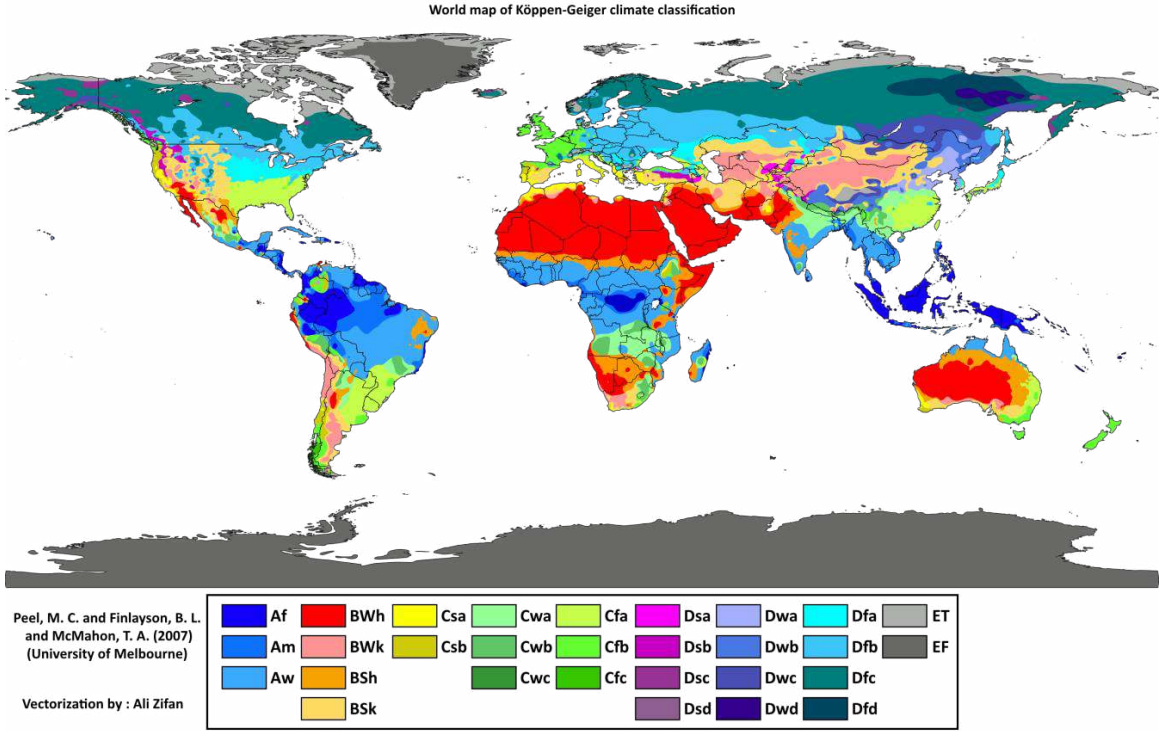 World map of Köppen-Geiger climate classification
Peel, M. C. and Finlayson, B. L.
and McMahon, T. A. (2007)
(University of Melbourne)
Vectorization by : Ali Zifan
Af BWh Csa Cwa Cfa Dsa Dwa Dfa ET
Am BWk Csb Cwb Cfb Dsb Dwb Dfb EF
Aw BSh Cwc Cfc Dsc Dwc Dfc
BSk Dsd Dwd Dfd